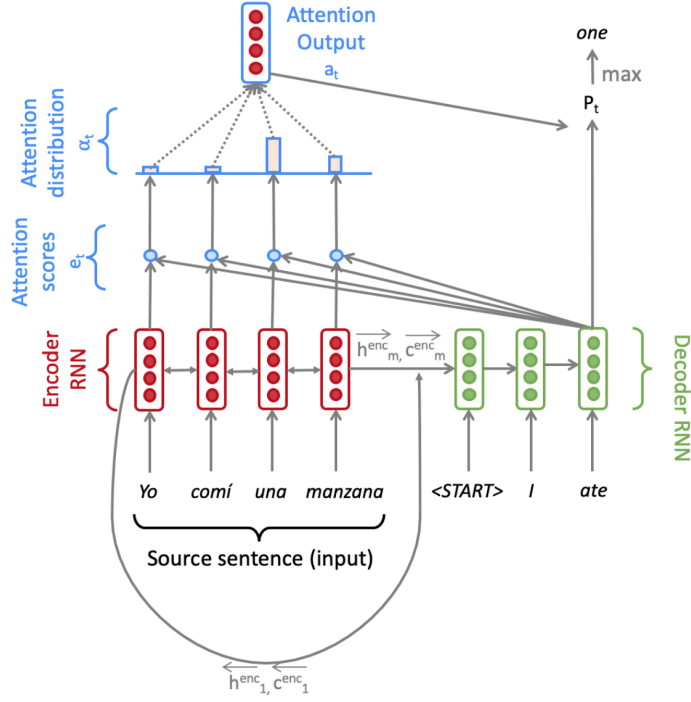 Attention
Output
a_t
one
max
P_t
Attention
distribution
α_t
Attention
scores
e_t
Encoder
RNN
h^enc_m, c^enc_m
Decoder RNN
Yo comí una manzana <START> I ate
Source sentence (input)
h^enc_1, c^enc_1